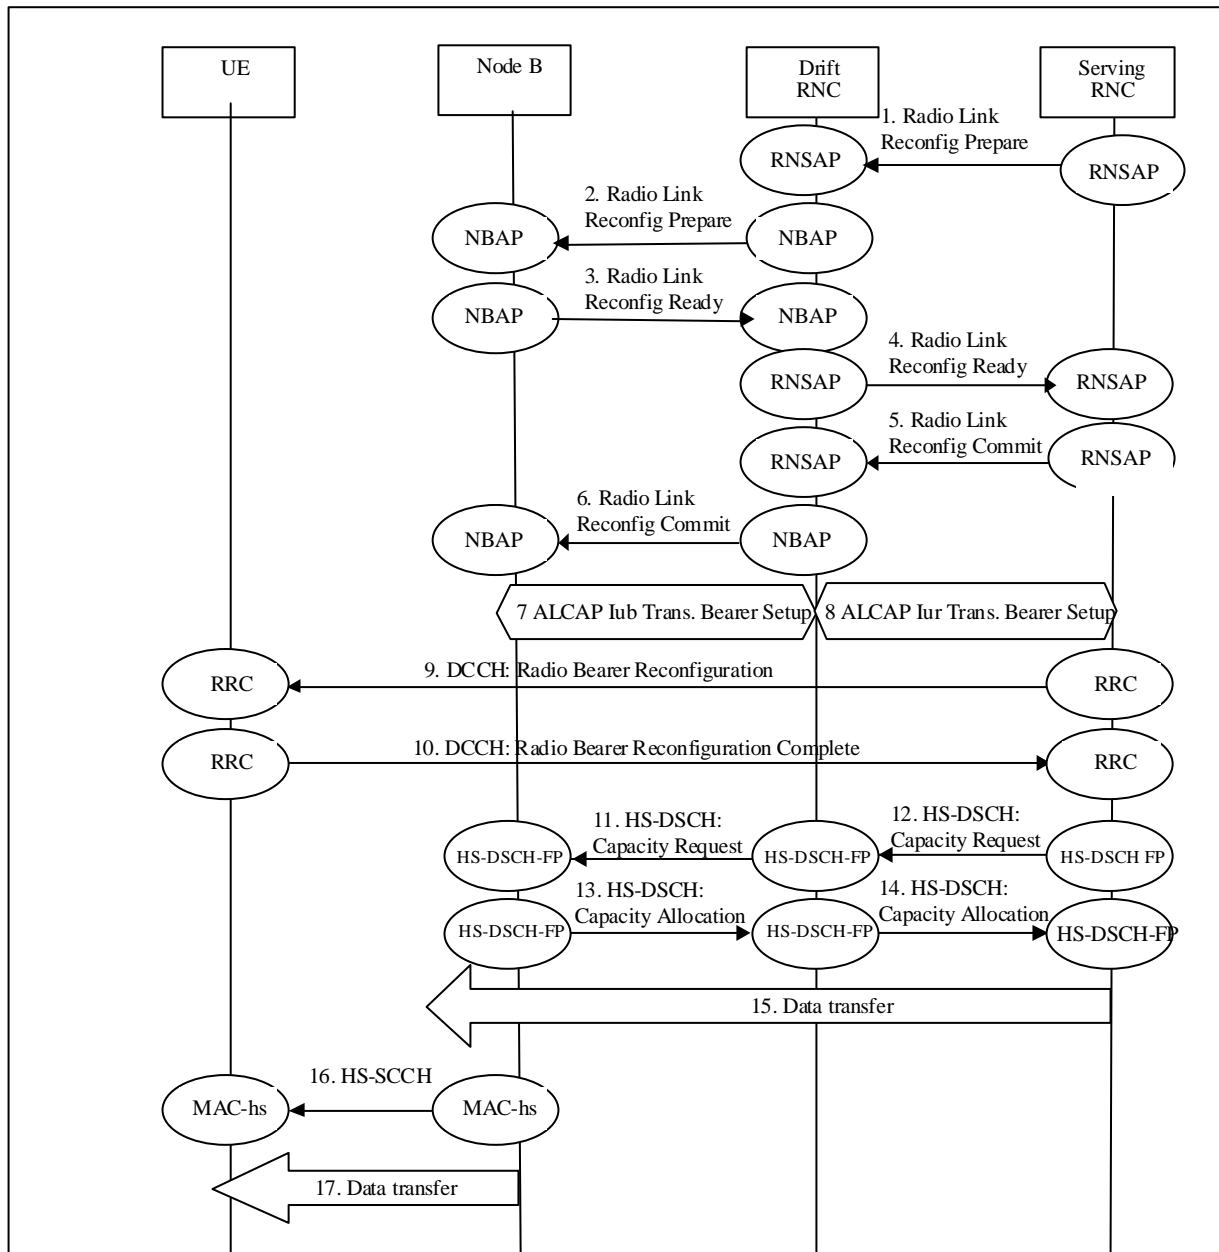 UE
Node B
Drift
RNC
Serving
RNC
1. Radio Link
Reconfig Prepare
RNSAP
RNSAP
2. Radio Link
Reconfig Prepare
NBAP
NBAP
3. Radio Link
Reconfig Ready
NBAP
NBAP
4. Radio Link
Reconfig Ready
RNSAP
RNSAP
5. Radio Link
Reconfig Commit
RNSAP
RNSAP
6. Radio Link
Reconfig Commit
NBAP
NBAP
7 ALCAP Iub Trans. Bearer Setup
8 ALCAP Iur Trans. Bearer Setup
9. DCCH: Radio Bearer Reconfiguration
RRC
RRC
10. DCCH: Radio Bearer Reconfiguration Complete
RRC
RRC
11. HS-DSCH:
Capacity Request
12. HS-DSCH:
Capacity Request
HS-DSCH-FP
HS-DSCH-FP
HS-DSCH FP
13. HS-DSCH:
Capacity Allocation
14. HS-DSCH:
Capacity Allocation
HS-DSCH-FP
HS-DSCH-FP
HS-DSCH-FP
15. Data transfer
16. HS-SCCH
MAC-hs
MAC-hs
17. Data transfer